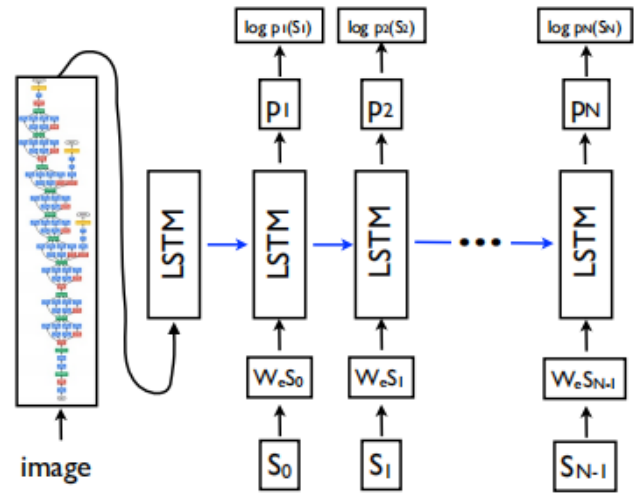 log p₁(S₁) log p₂(S₂) log pN(SN)
p₁ p₂ pN
LSTM LSTM LSTM ••• LSTM
WeS₀ WeS₁ WeSN-1
image S₀ S₁ SN-1